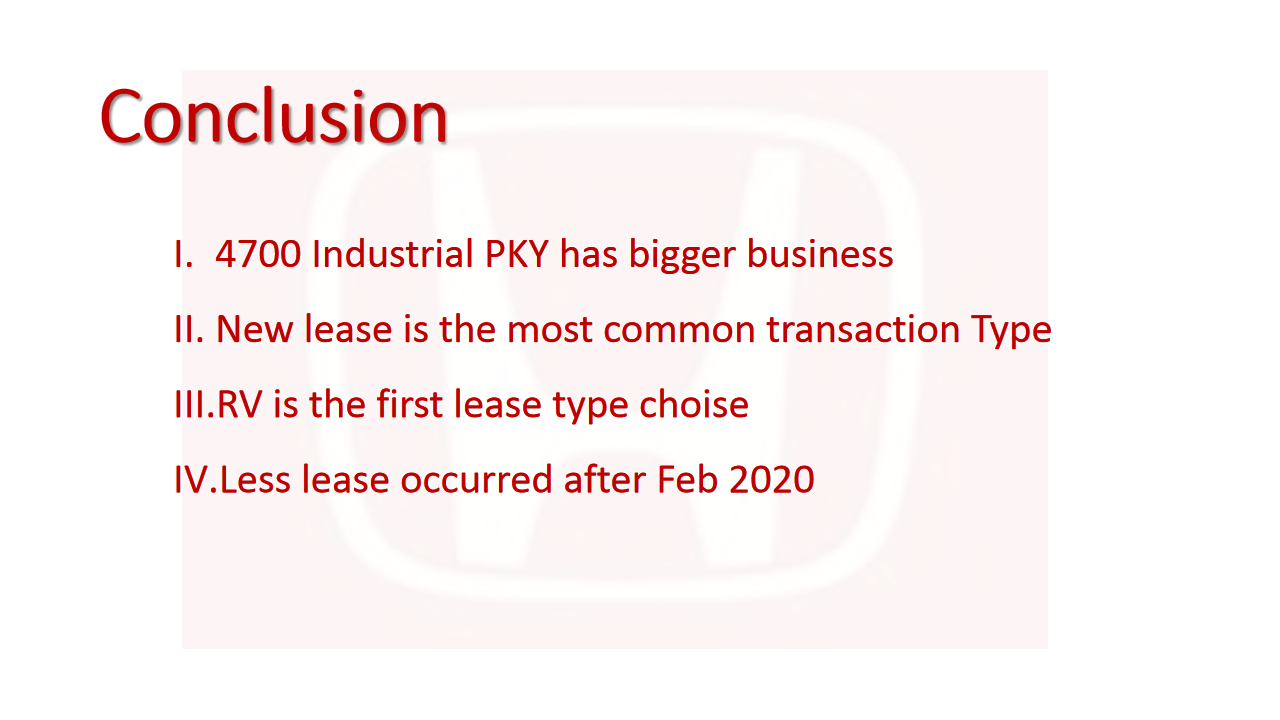 Conclusion
I. 4700 Industrial PKY has bigger business
II. New lease is the most common transaction Type
III.RV is the first lease type choise
IV.Less lease occurred after Feb 2020